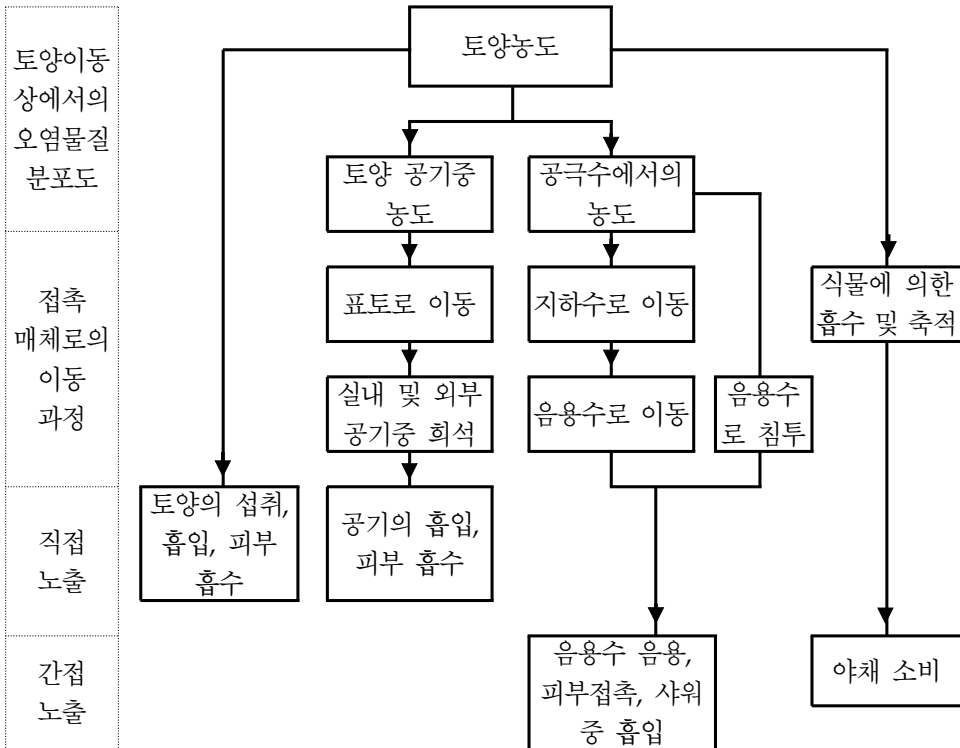 토양이동
상에서의
오염물질
분포도
토양농도
토양 공기중
농도
공극수에서의
농도
접촉
매체로의
이동
과정
표토로 이동
지하수로 이동
식물에 의한
흡수 및 축적
실내 및 외부
공기중 희석
음용수로 이동
음용수
로 침투
직접
노출
토양의 섭취,
흡입, 피부
흡수
공기의 흡입,
피부 흡수
간접
노출
음용수 음용,
피부접촉, 샤워
중 흡입
야채 소비